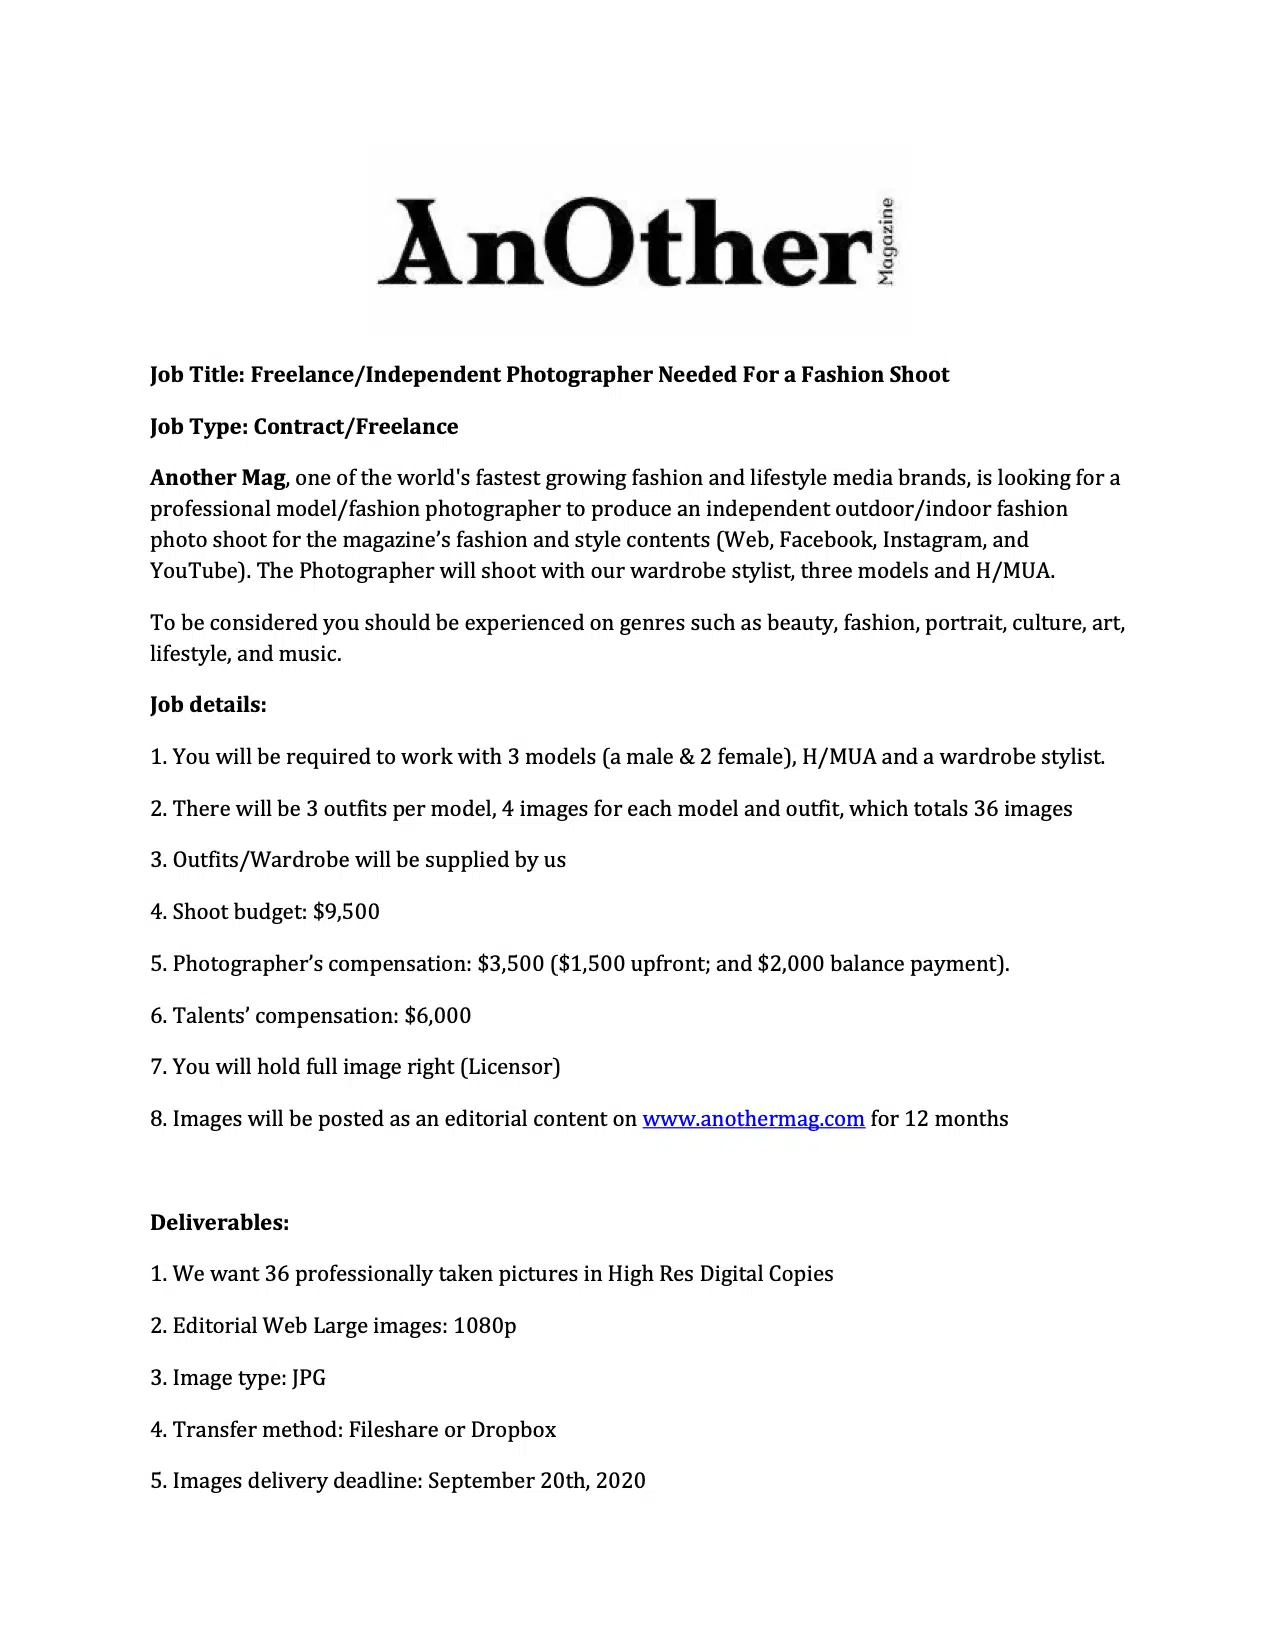 AnOther Magazine
Job Title: Freelance/Independent Photographer Needed For a Fashion Shoot
Job Type: Contract/Freelance
Another Mag, one of the world's fastest growing fashion and lifestyle media brands, is looking for a
professional model/fashion photographer to produce an independent outdoor/indoor fashion
photo shoot for the magazine’s fashion and style contents (Web, Facebook, Instagram, and
YouTube). The Photographer will shoot with our wardrobe stylist, three models and H/MUA.
To be considered you should be experienced on genres such as beauty, fashion, portrait, culture, art,
lifestyle, and music.
Job details:
1. You will be required to work with 3 models (a male & 2 female), H/MUA and a wardrobe stylist.
2. There will be 3 outfits per model, 4 images for each model and outfit, which totals 36 images
3. Outfits/Wardrobe will be supplied by us
4. Shoot budget: $9,500
5. Photographer’s compensation: $3,500 ($1,500 upfront; and $2,000 balance payment).
6. Talents’ compensation: $6,000
7. You will hold full image right (Licensor)
8. Images will be posted as an editorial content on www.anothermag.com for 12 months
Deliverables:
1. We want 36 professionally taken pictures in High Res Digital Copies
2. Editorial Web Large images: 1080p
3. Image type: JPG
4. Transfer method: Fileshare or Dropbox
5. Images delivery deadline: September 20th, 2020